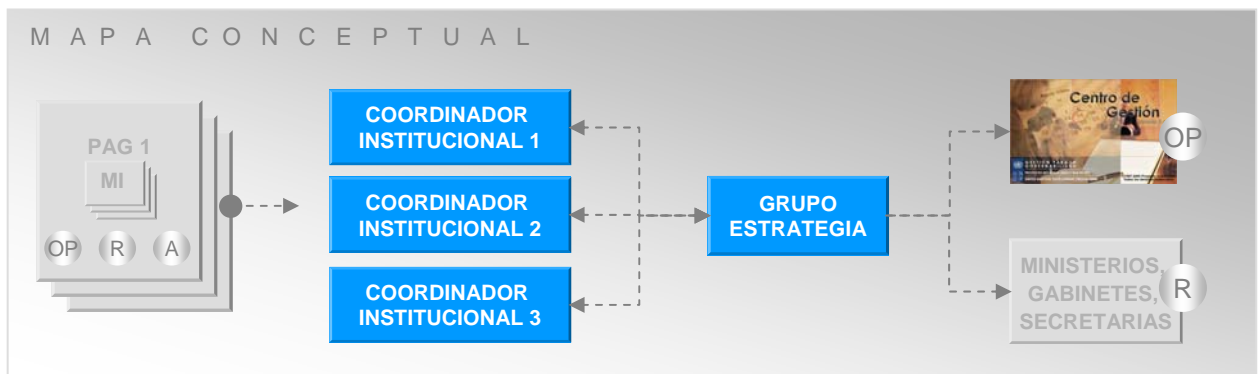 MAPA CONCEPTUAL
PAG 1
MI
OP R A
COORDINADOR
INSTITUCIONAL 1
COORDINADOR
INSTITUCIONAL 2
COORDINADOR
INSTITUCIONAL 3
GRUPO
ESTRATEGIA
Centro de
Gestión
OP
MINISTERIOS,
GABINETES,
SECRETARIAS
R